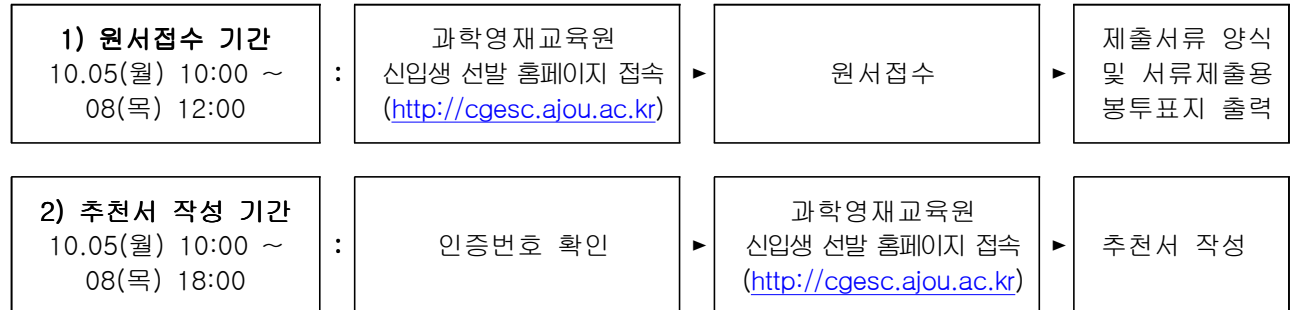 1) 원서접수 기간
10.05(월) 10:00 ~
08(목) 12:00
:
과학영재교육원
신입생 선발 홈페이지 접속
(http://cgesc.ajou.ac.kr)
►
원서접수
►
제출서류 양식
및 서류제출용
봉투표지 출력
2) 추천서 작성 기간
10.05(월) 10:00 ~
08(목) 18:00
:
인증번호 확인
►
과학영재교육원
신입생 선발 홈페이지 접속
(http://cgesc.ajou.ac.kr)
►
추천서 작성